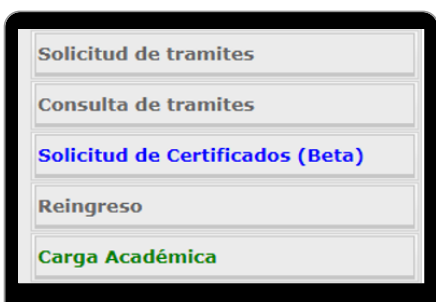 Solicitud de tramites
Consulta de tramites
Solicitud de Certificados (Beta)
Reingreso
Carga Académica